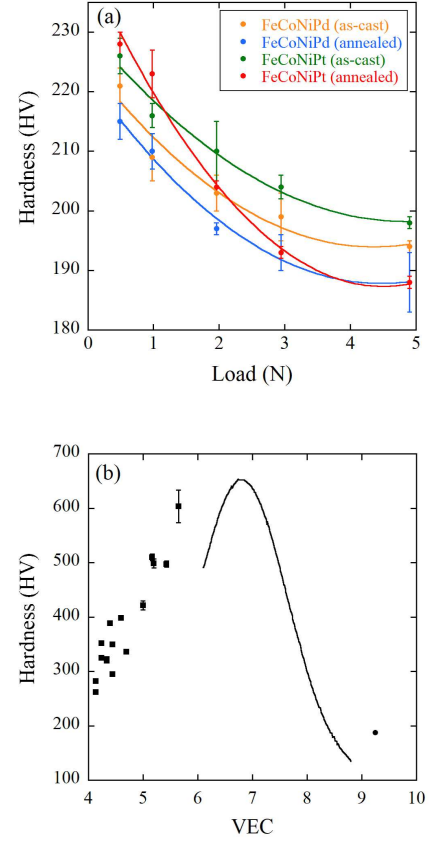 (a)
FeCoNiPd (as-cast)
FeCoNiPd (annealed)
FeCoNiPt (as-cast)
FeCoNiPt (annealed)
Hardness (HV)
230
220
210
200
190
180
0 1 2 3 4 5
Load (N)
(b)
Hardness (HV)
700
600
500
400
300
200
100
4 5 6 7 8 9 10
VEC